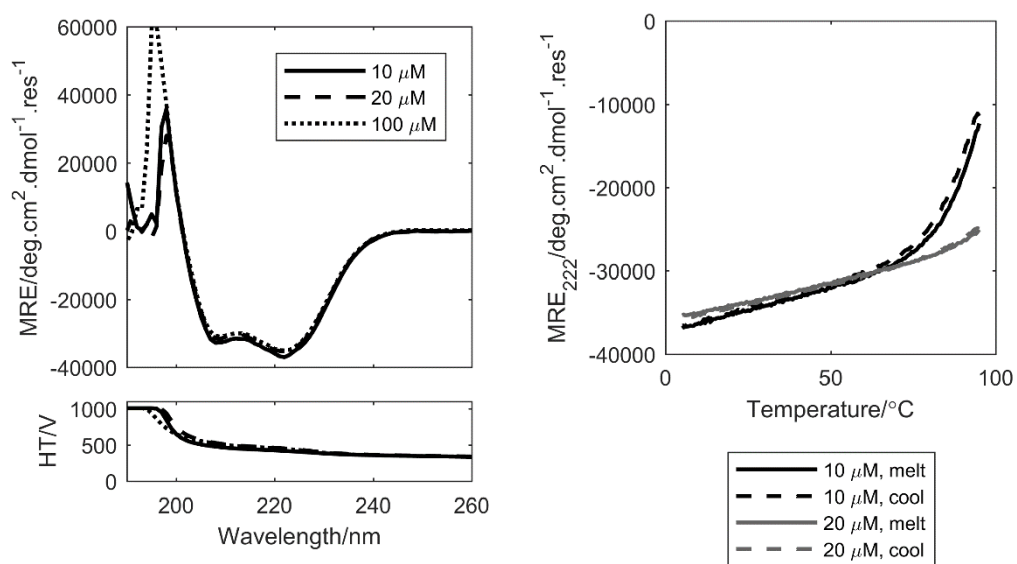 60000
40000
20000
0
-20000
-40000
MRE/deg.cm².dmol⁻¹.res⁻¹
10 μM
20 μM
100 μM
1000
500
0
HT/V
200
220
240
260
Wavelength/nm
0
-10000
-20000
-30000
-40000
MRE₂₂₂/deg.cm².dmol⁻¹.res⁻¹
0
50
100
Temperature/°C
10 μM, melt
10 μM, cool
20 μM, melt
20 μM, cool